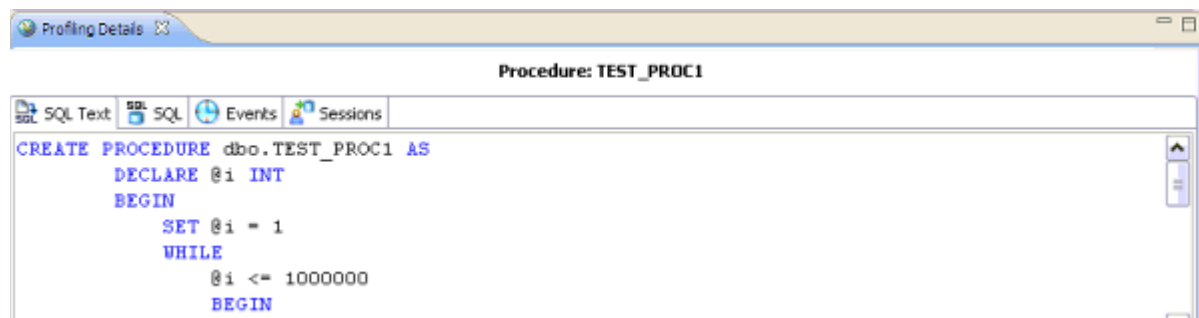 Profiling Details
Procedure: TEST_PROC1
SQL Text SQL Events Sessions
CREATE PROCEDURE dbo.TEST_PROC1 AS
DECLARE @i INT
BEGIN
SET @i = 1
WHILE
@i <= 1000000
BEGIN